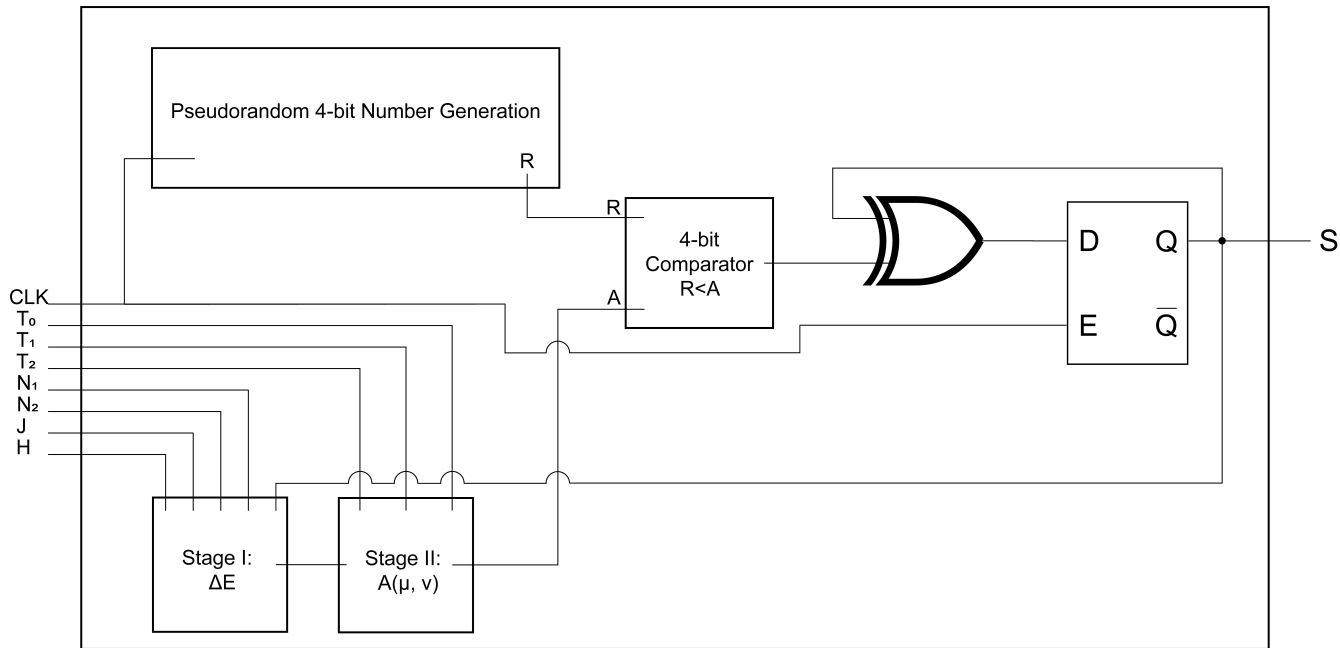 Pseudorandom 4-bit Number Generation
R
R
4-bit
Comparator
R<A
A
D
Q
S
E
Q̅
CLK
T₀
T₁
T₂
N₁
N₂
J
H
Stage I:
ΔE
Stage II:
A(μ, ν)